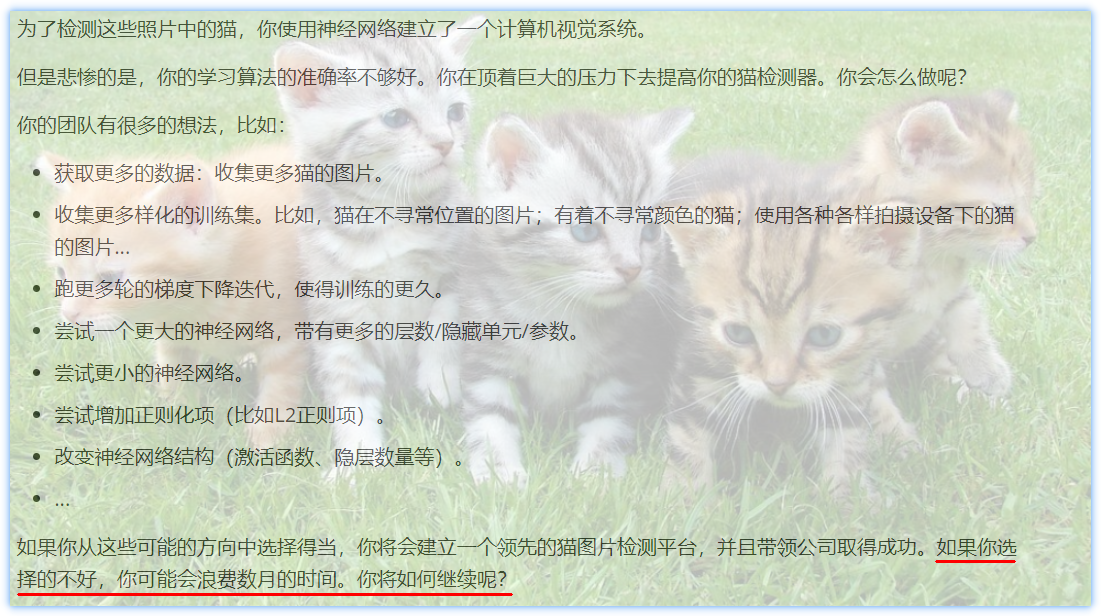 为了检测这些照片中的猫，你使用神经网络建立了一个计算机视觉系统。
但是悲惨的是，你的学习算法的准确率不够好。你在顶着巨大的压力下去提高你的猫检测器。你会怎么做呢？
你的团队有很多的想法，比如：
• 获取更多的数据：收集更多猫的图片。
• 收集更多样化的训练集。比如，猫在不寻常位置的图片；有着不寻常颜色的猫；使用各种各样拍摄设备下的猫
的图片...
• 跑更多轮的梯度下降迭代，使得训练的更久。
• 尝试一个更大的神经网络，带有更多的层数/隐藏单元/参数。
• 尝试更小的神经网络。
• 尝试增加正则化项（比如L2正则项）。
• 改变神经网络结构（激活函数、隐层数量等）。
• ...
如果你从这些可能的方向中选择得当，你将会建立一个领先的猫图片检测平台，并且带领公司取得成功。如果你选
择的不好，你可能会浪费数月的时间。你将如何继续呢？